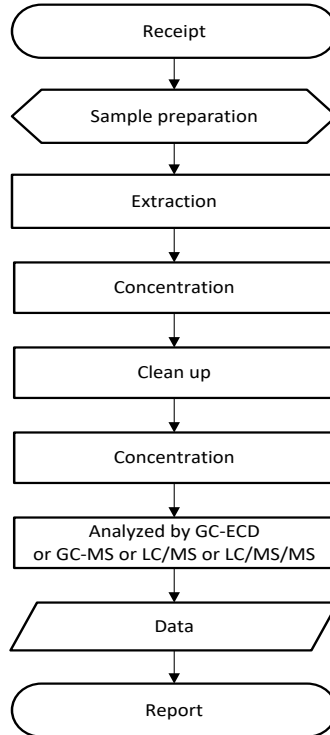 Receipt
Sample preparation
Extraction
Concentration
Clean up
Concentration
Analyzed by GC-ECD
or GC-MS or LC/MS or LC/MS/MS
Data
Report